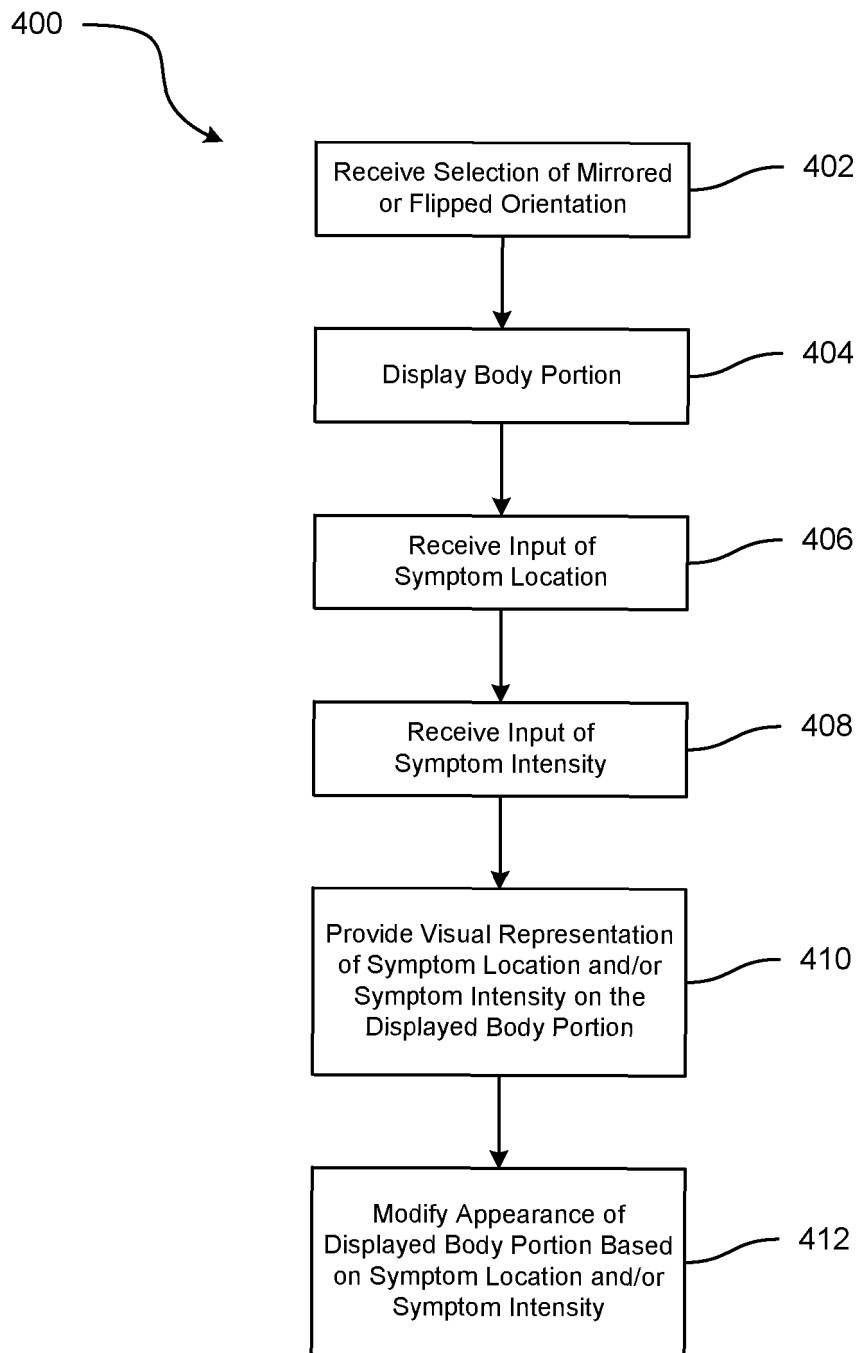 400
Receive Selection of Mirrored
or Flipped Orientation
402
Display Body Portion
404
Receive Input of
Symptom Location
406
Receive Input of
Symptom Intensity
408
Provide Visual Representation
of Symptom Location and/or
Symptom Intensity on the
Displayed Body Portion
410
Modify Appearance of
Displayed Body Portion Based
on Symptom Location and/or
Symptom Intensity
412